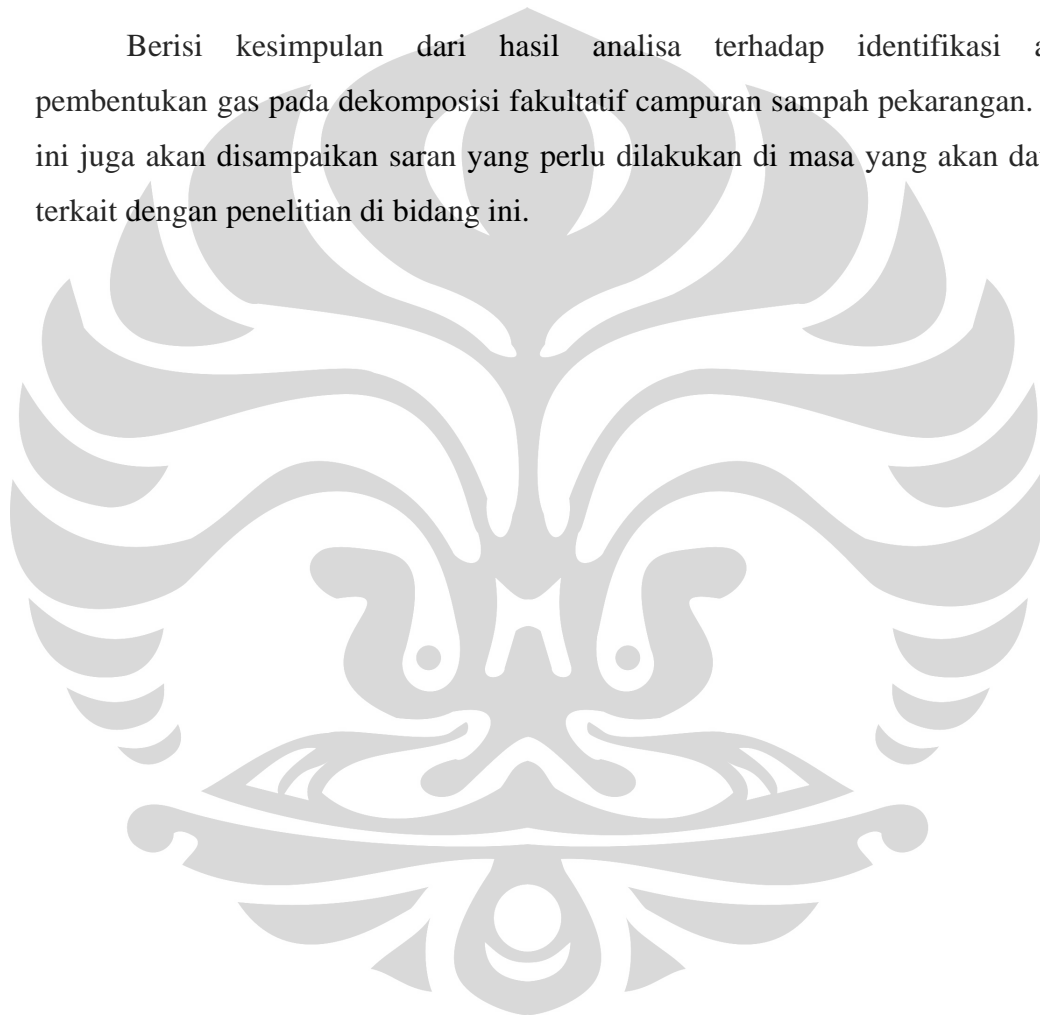 Berisi kesimpulan dari hasil analisa terhadap identifikasi
pembentukan gas pada dekomposisi fakultatif campuran sampah pekarangan.
ini juga akan disampaikan saran yang perlu dilakukan di masa yang akan
terkait dengan penelitian di bidang ini.